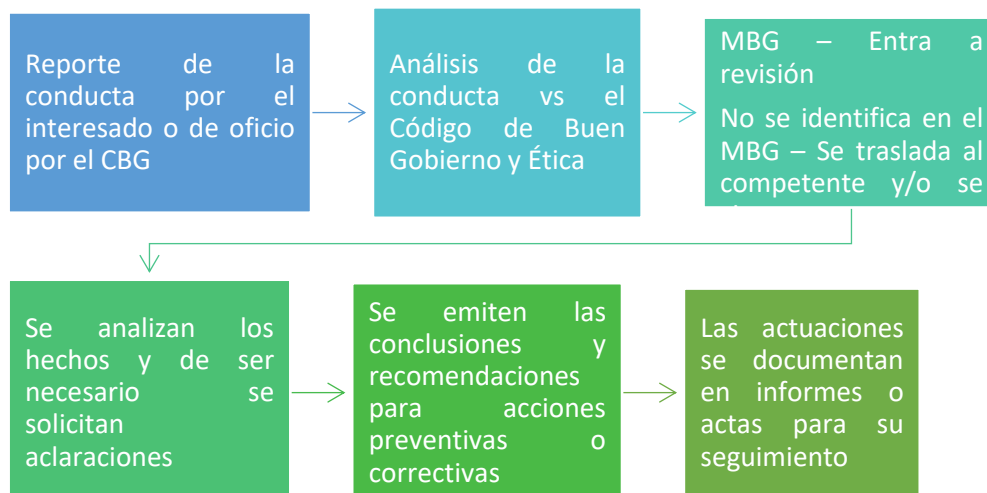 Reporte de la
conducta por el
interesado o de oficio
por el CBG
Análisis de la
conducta vs el
Código de Buen
Gobierno y Ética
MBG – Entra a
revisión
No se identifica en el
MBG – Se traslada al
competente y/o se
Se analizan los
hechos y de ser
necesario se
solicitan
aclaraciones
Se emiten las
conclusiones y
recomendaciones
para acciones
preventivas o
correctivas
Las actuaciones
se documentan
en informes o
actas para su
seguimiento